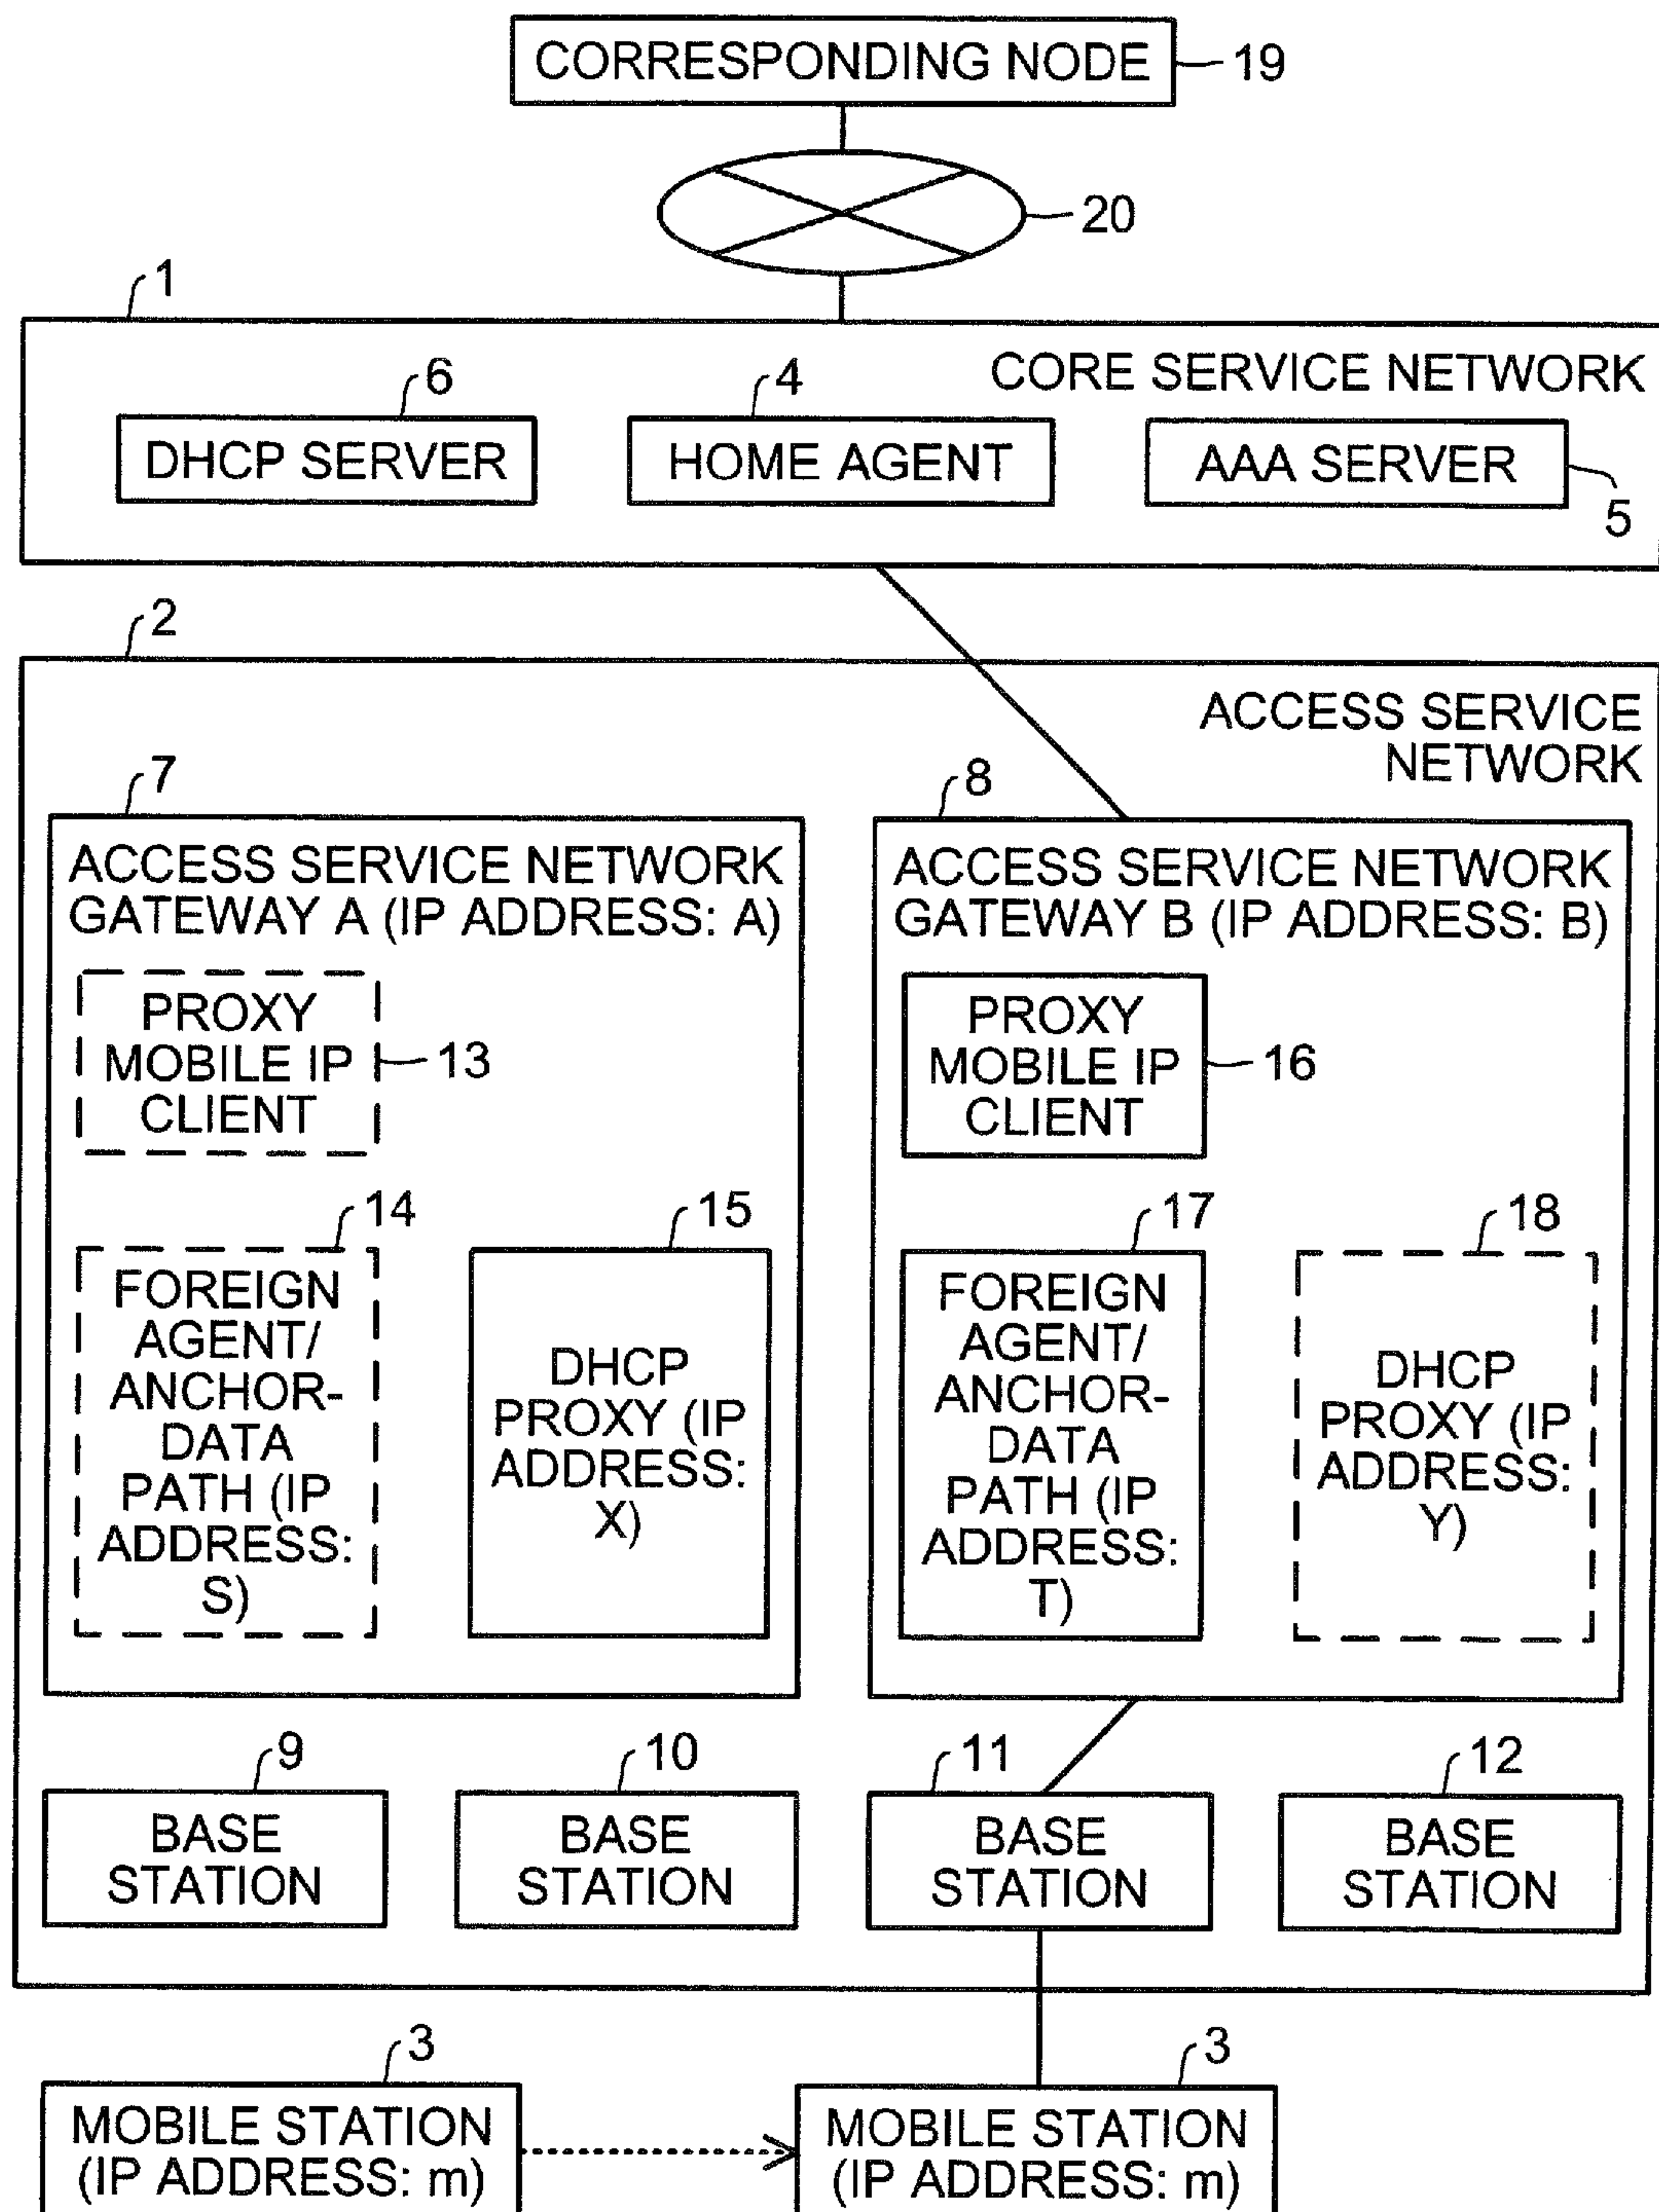 CORRESPONDING NODE
19
20
1
CORE SERVICE NETWORK
6
4
DHCP SERVER
HOME AGENT
AAA SERVER
5
2
ACCESS SERVICE
NETWORK
7
8
ACCESS SERVICE NETWORK
GATEWAY A (IP ADDRESS: A)
ACCESS SERVICE NETWORK
GATEWAY B (IP ADDRESS: B)
PROXY
MOBILE IP
CLIENT
13
PROXY
MOBILE IP
CLIENT
16
14
15
17
18
FOREIGN
AGENT/
ANCHOR-
DATA
PATH (IP
ADDRESS:
S)
DHCP
PROXY (IP
ADDRESS:
X)
FOREIGN
AGENT/
ANCHOR-
DATA
PATH (IP
ADDRESS:
T)
DHCP
PROXY (IP
ADDRESS:
Y)
9
10
11
12
BASE
STATION
BASE
STATION
BASE
STATION
BASE
STATION
3
3
MOBILE STATION
(IP ADDRESS: m)
MOBILE STATION
(IP ADDRESS: m)